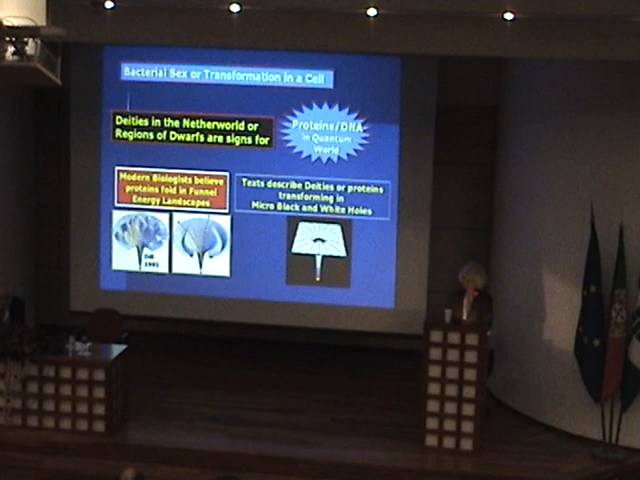 Bacterial Sex or Transformation in a Cell
Deities in the Netherworld or
Regions of Dwarfs are signs for
Proteins/DNA
in Quantum
World
Modern Biologists believe
proteins fold in Funnel
Energy Landscapes
Texts describe Deities or proteins
transforming in
Micro Black and White Holes
Dill
1993